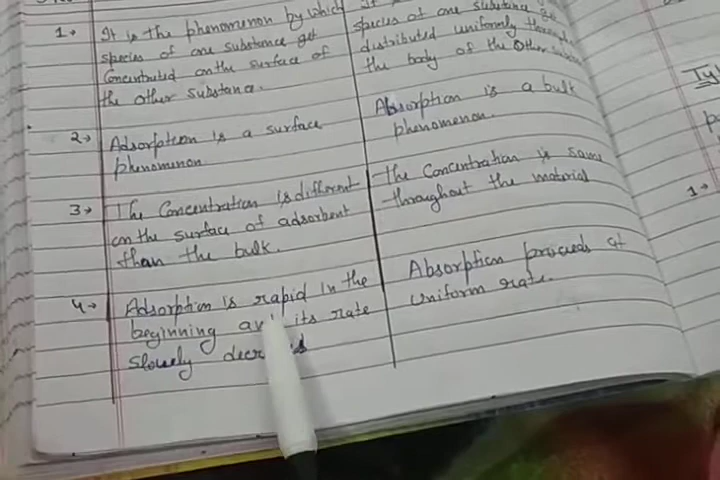 1→ It is the phenomenon by which
species of one substance get
Concentrated on the surface of
the other substance.
species of one substance
distributed uniformly
the body of the Other
2→ Adsorption is a surface
phenomenon
Absorption is a bulk
phenomenon.
3→ The Concentration is different
on the surface of adsorbent
than the bulk.
The Concentration is same
throughout the material
4→ Adsorption is rapid in the
beginning its rate
slowely
Absorption proceeds at
Uniform rate.
1→